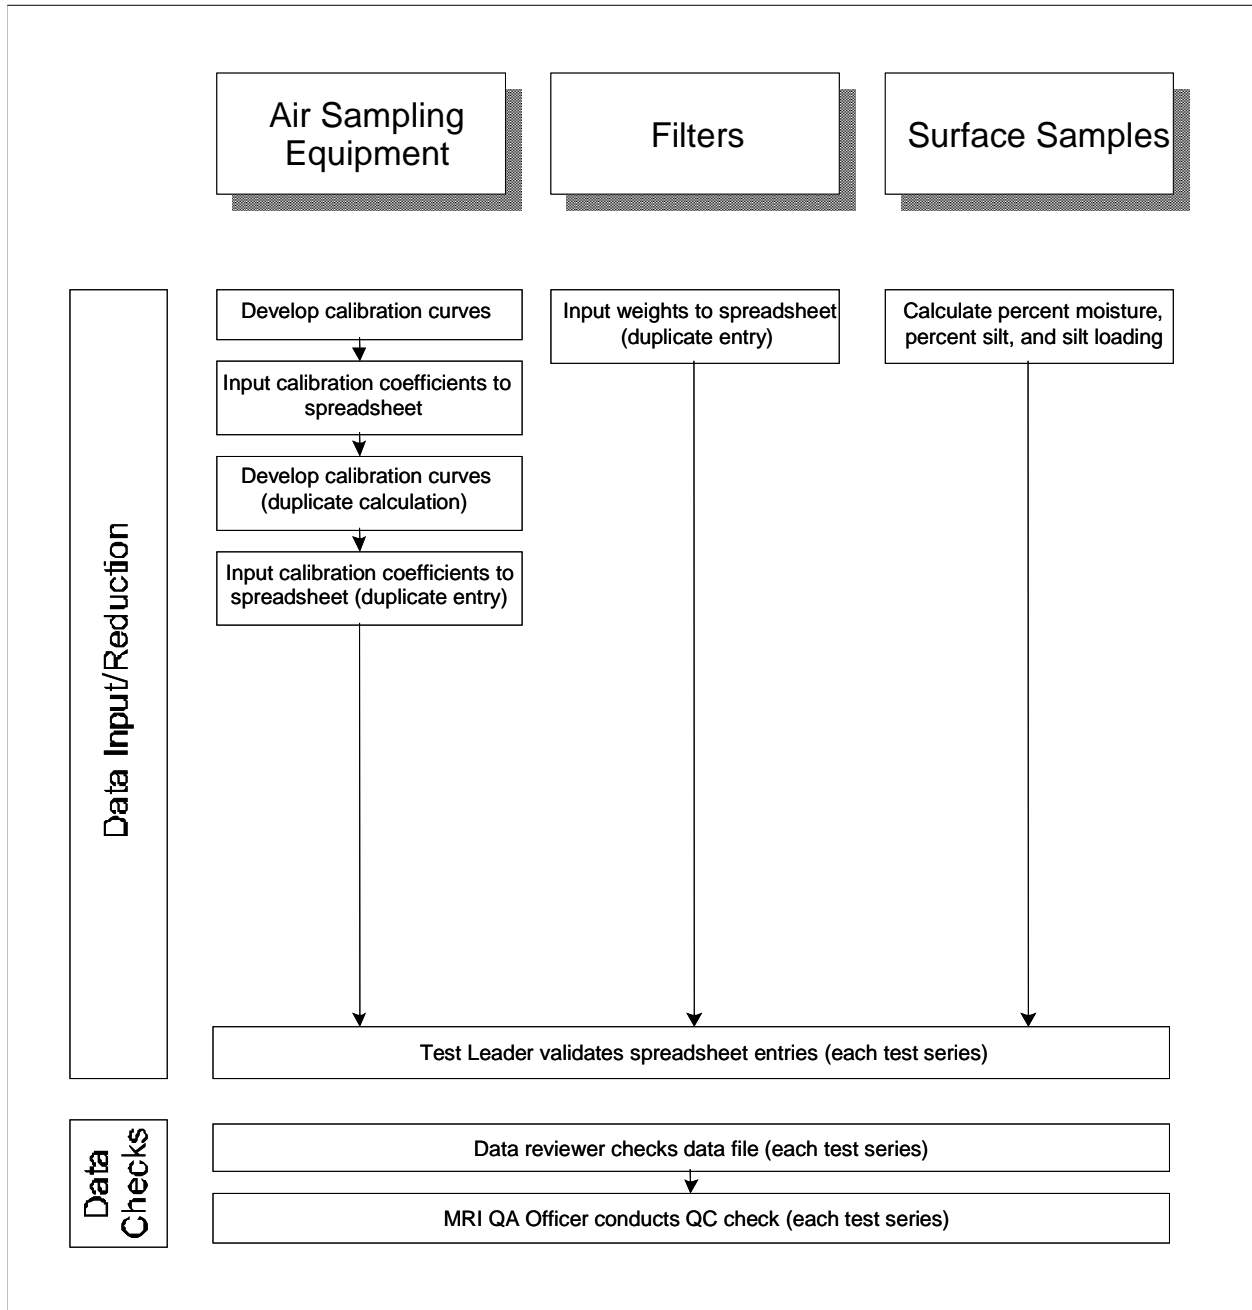 Air Sampling
Equipment
Filters
Surface Samples
Data Input/Reduction
Develop calibration curves
Input calibration coefficients to
spreadsheet
Develop calibration curves
(duplicate calculation)
Input calibration coefficients to
spreadsheet (duplicate entry)
Input weights to spreadsheet
(duplicate entry)
Calculate percent moisture,
percent silt, and silt loading
Test Leader validates spreadsheet entries (each test series)
Data
Checks
Data reviewer checks data file (each test series)
MRI QA Officer conducts QC check (each test series)